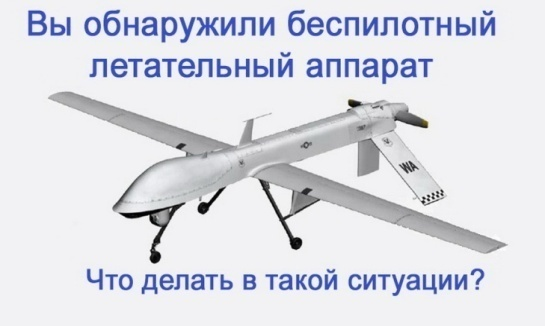 Вы обнаружили беспилотный
летательный аппарат
WA
Что делать в такой ситуации?